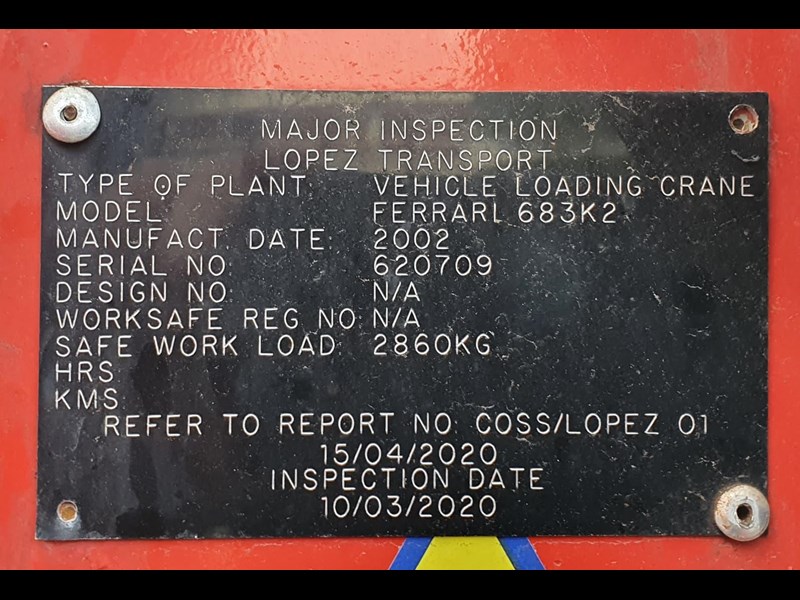 MAJOR INSPECTION
LOPEZ TRANSPORT
TYPE OF PLANT: VEHICLE LOADING CRANE
MODEL: FERRARI 683K2
MANUFACT. DATE: 2002
SERIAL NO: 620709
DESIGN NO: N/A
WORKSAFE REG NO: N/A
SAFE WORK LOAD: 2860KG
HRS
KMS
REFER TO REPORT NO: COSS/LOPEZ 01
15/04/2020
INSPECTION DATE
10/03/2020